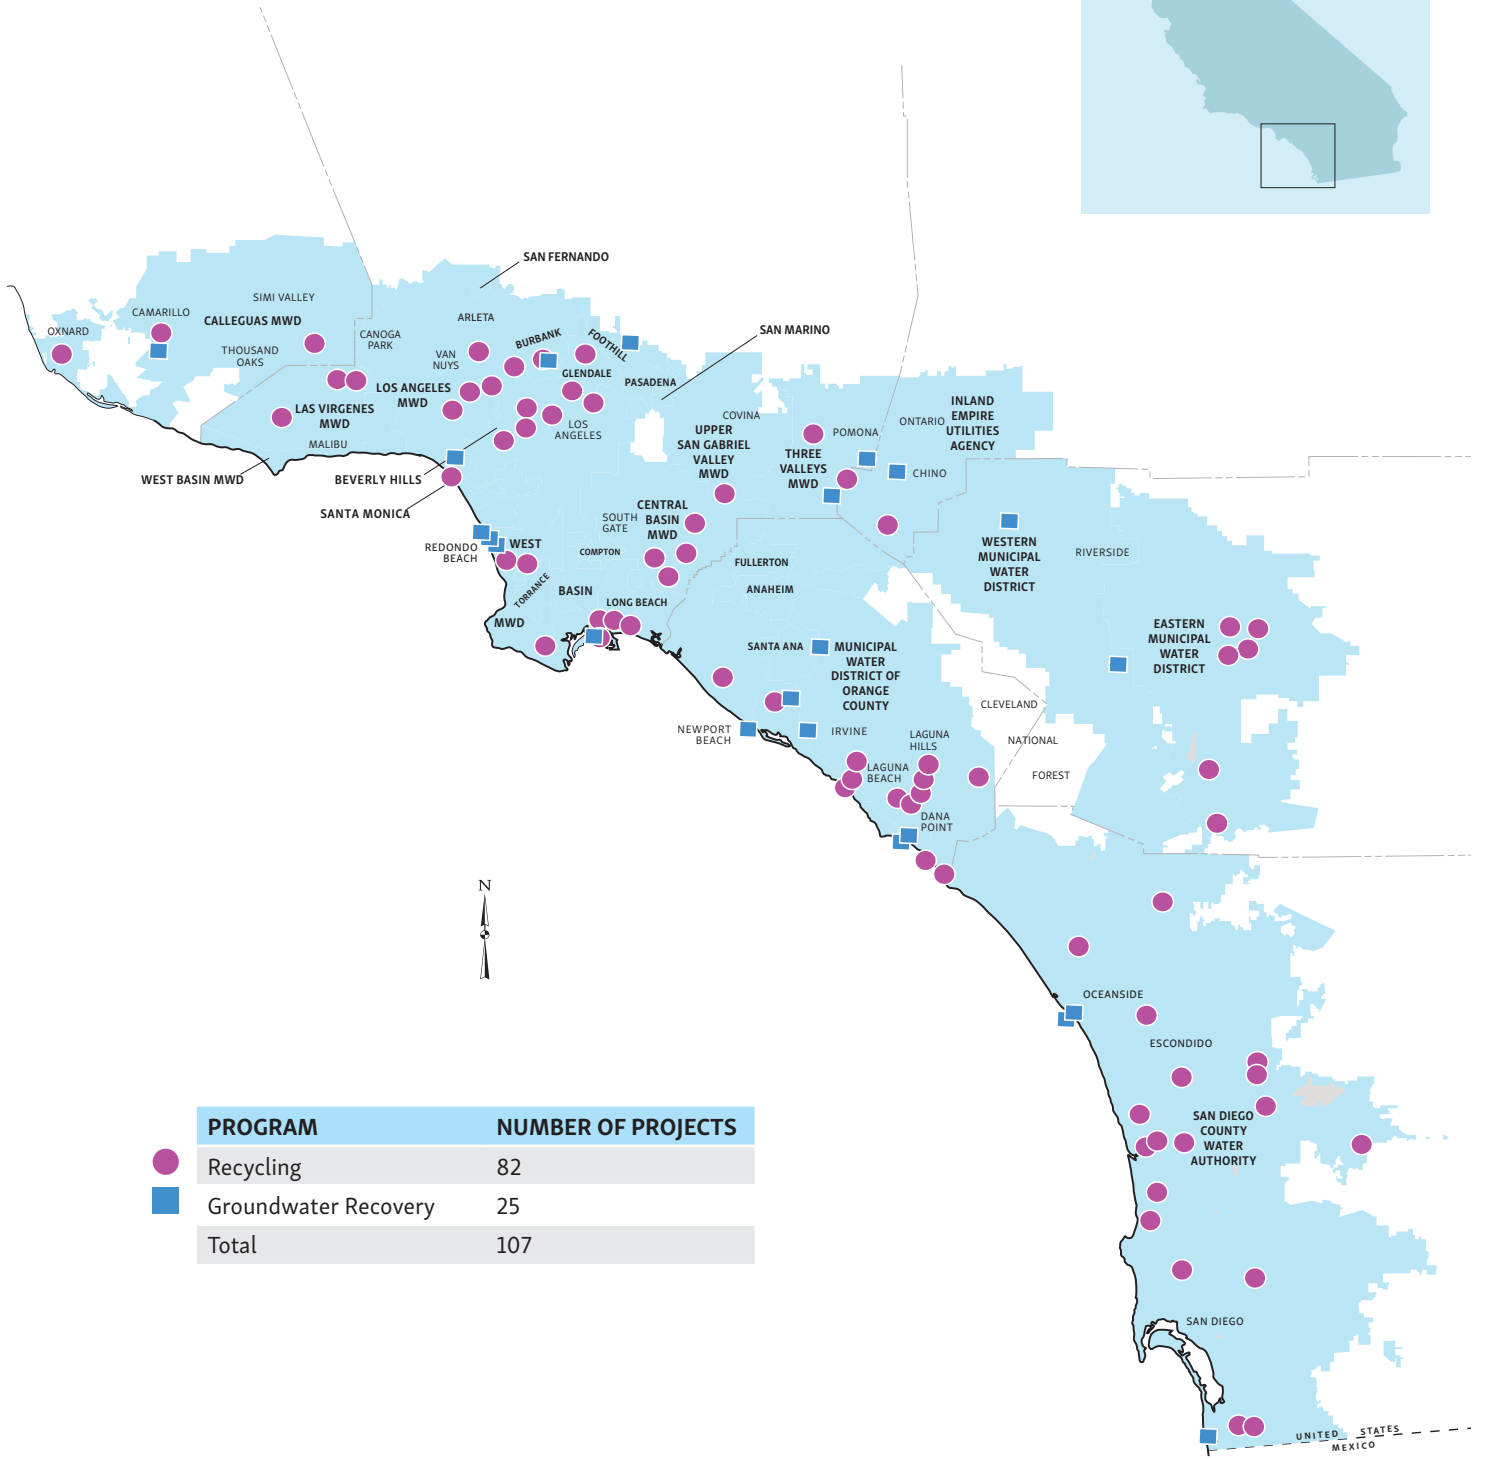 SAN FERNANDO
SIMI VALLEY
CAMARILLO
CALLEGUAS MWD
ARLETA
OXNARD
CANOGA
PARK
BURBANK
FOOTHILL
SAN MARINO
THOUSAND
OAKS
VAN
NUYS
GLENDALE
PASADENA
LOS ANGELES
MWD
LAS VIRGENES
MWD
MALIBU
LOS
ANGELES
COVINA
UPPER
SAN GABRIEL
VALLEY
MWD
POMONA
ONTARIO
INLAND
EMPIRE
UTILITIES
AGENCY
THREE
VALLEYS
MWD
CHINO
WEST BASIN MWD
BEVERLY HILLS
SANTA MONICA
SOUTH
GATE
CENTRAL
BASIN
MWD
REDONDO
BEACH
WEST
COMPTON
TORRANCE
BASIN
LONG BEACH
MWD
FULLERTON
ANAHEIM
WESTERN
MUNICIPAL
WATER
DISTRICT
RIVERSIDE
EASTERN
MUNICIPAL
WATER
DISTRICT
SANTA ANA
MUNICIPAL
WATER
DISTRICT OF
ORANGE
COUNTY
CLEVELAND
NATIONAL
FOREST
NEWPORT
BEACH
IRVINE
LAGUNA
HILLS
LAGUNA
BEACH
DANA
POINT
N
OCEANSIDE
ESCONDIDO
SAN DIEGO
COUNTY
WATER
AUTHORITY
SAN DIEGO
UNITED STATES
MEXICO
PROGRAM NUMBER OF PROJECTS
Recycling 82
Groundwater Recovery 25
Total 107